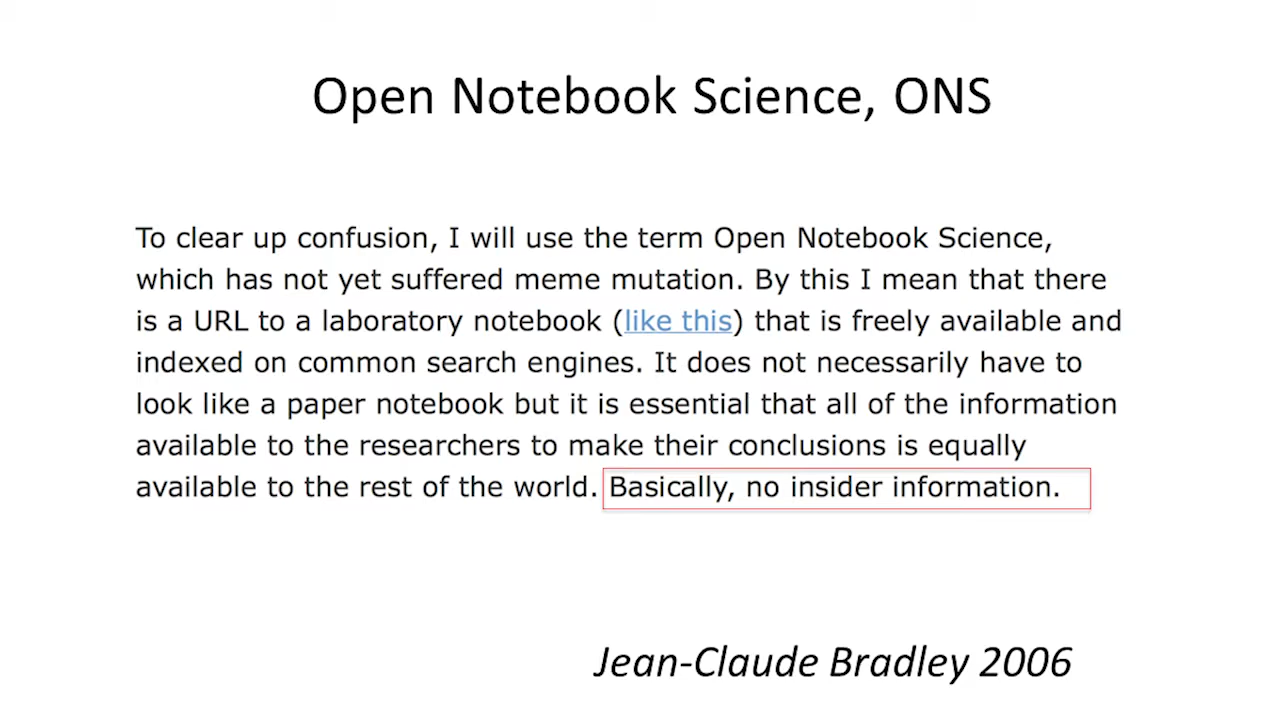 Open Notebook Science, ONS
To clear up confusion, I will use the term Open Notebook Science,
which has not yet suffered meme mutation. By this I mean that there
is a URL to a laboratory notebook (like this) that is freely available and
indexed on common search engines. It does not necessarily have to
look like a paper notebook but it is essential that all of the information
available to the researchers to make their conclusions is equally
available to the rest of the world. Basically, no insider information.
Jean-Claude Bradley 2006